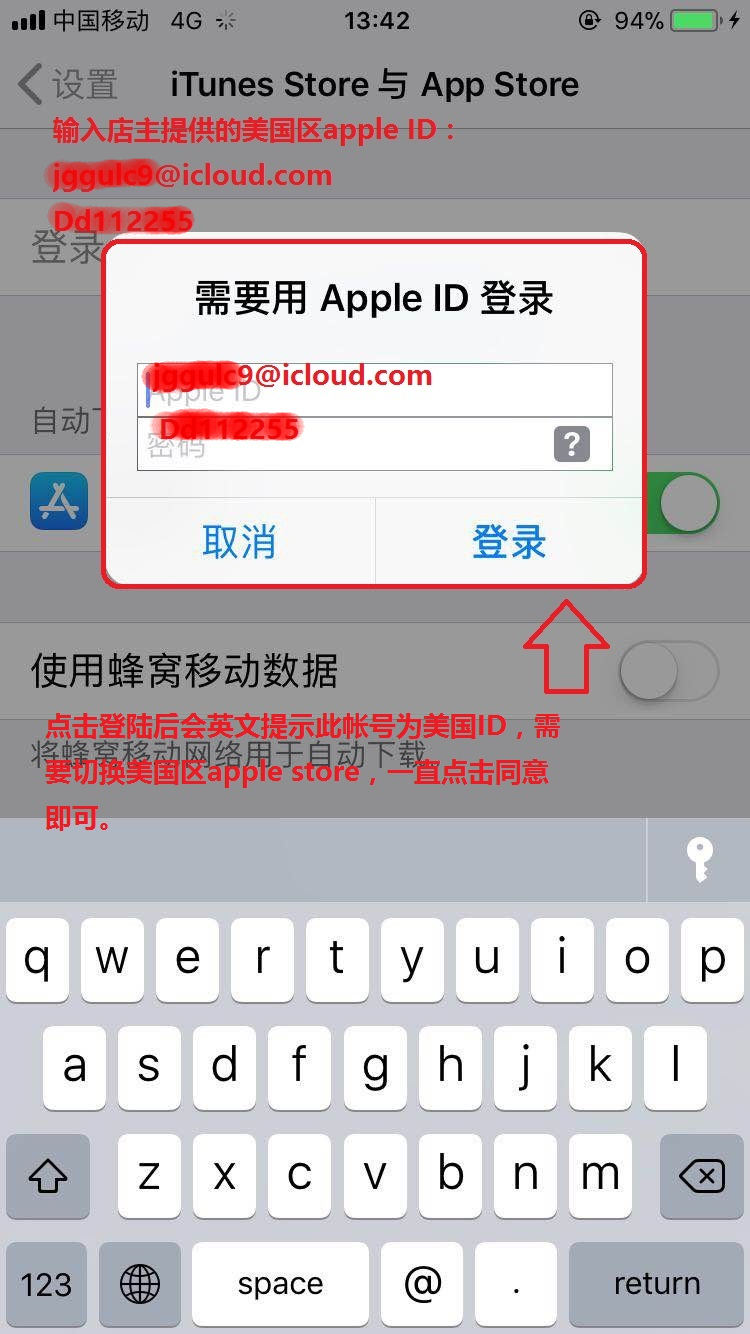 中国移动 4G 13:42 94%
设置 iTunes Store 与 App Store
输入店主提供的美国区apple ID：
@icloud.com
登录
需要用 Apple ID 登录
@icloud.com
Apple ID
密码 ?
自动下
取消 登录
使用蜂窝移动数据
点击登陆后会英文提示此帐号为美国ID，需
将蜂窝移动网络用于自动下载
要切换美国区apple store，一直点击同意
即可。
q w e r t y u i o p
a s d f g h j k l
z x c v b n m
123 space @ . return